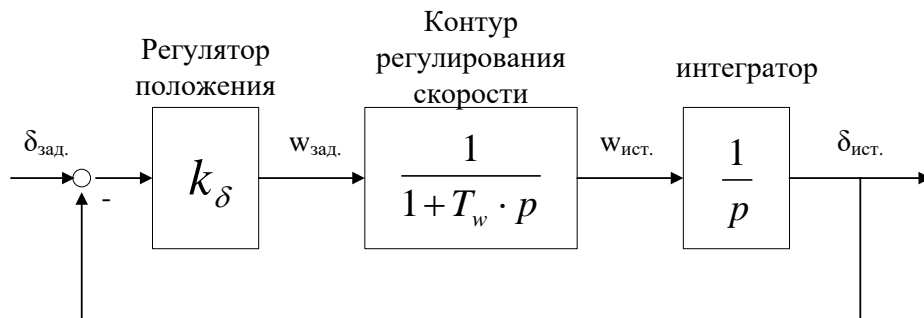 Регулятор
положения
Контур
регулирования
скорости
интегратор
δзад.
-
kδ
wзад.
1
1 + Tw · p
wист.
1
p
δист.